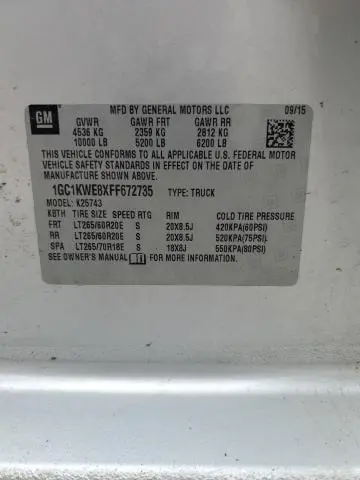 GM
MFD BY GENERAL MOTORS LLC 09/15
GVWR GAWR FRT GAWR RR
4536 KG 2359 KG 2812 KG
10000 LB 5200 LB 6200 LB
THIS VEHICLE CONFORMS TO ALL APPLICABLE U.S. FEDERAL MOTOR
VEHICLE SAFETY STANDARDS IN EFFECT ON THE DATE OF
MANUFACTURE SHOWN ABOVE.
1GC1KWE8XFF672735 TYPE: TRUCK
MODEL: K25743
KBTH TIRE SIZE SPEED RTG RIM COLD TIRE PRESSURE
FRT LT265/60R20E S 20X8.5J 420KPA(60PSI)
RR LT265/60R20E S 20X8.5J 520KPA(75PSI)
SPA LT265/70R18E S 18X8J 550KPA(80PSI)
SEE OWNER'S MANUAL FOR MORE INFORMATION.